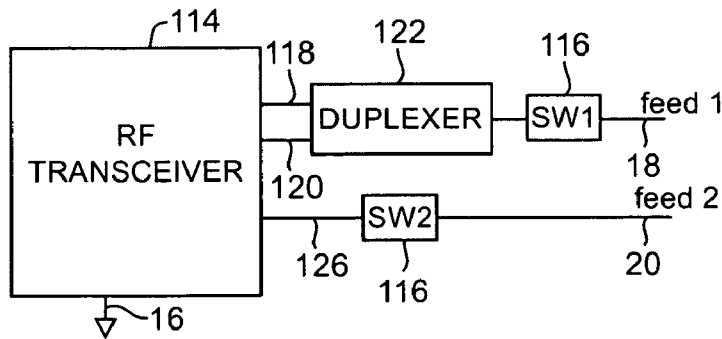 114
118
122
116
RF
TRANSCEIVER
DUPLEXER
SW1
feed 1
120
18
feed 2
SW2
126
116
20
16